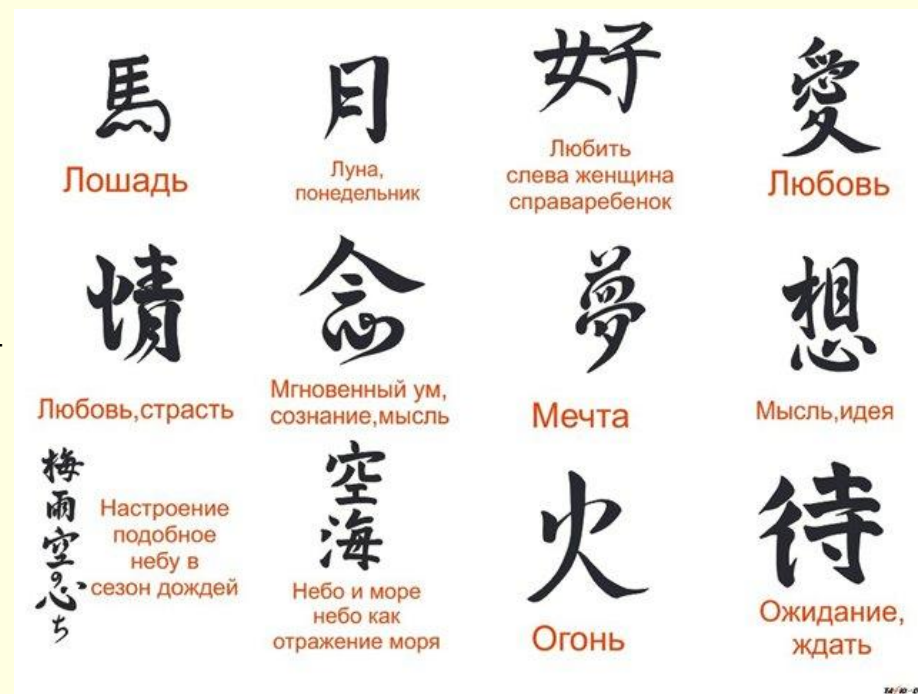 馬
Лошадь
月
Луна,
понедельник
好
Любить
слева женщина
справаребенок
愛
Любовь
情
Любовь,страсть
念
Мгновенный ум,
сознание,мысль
夢
Мечта
想
Мысль,идея
梅雨空の心ち
Настроение
подобное
небу в
сезон дождей
空海
Небо и море
небо как
отражение моря
火
Огонь
待
Ожидание,
ждать